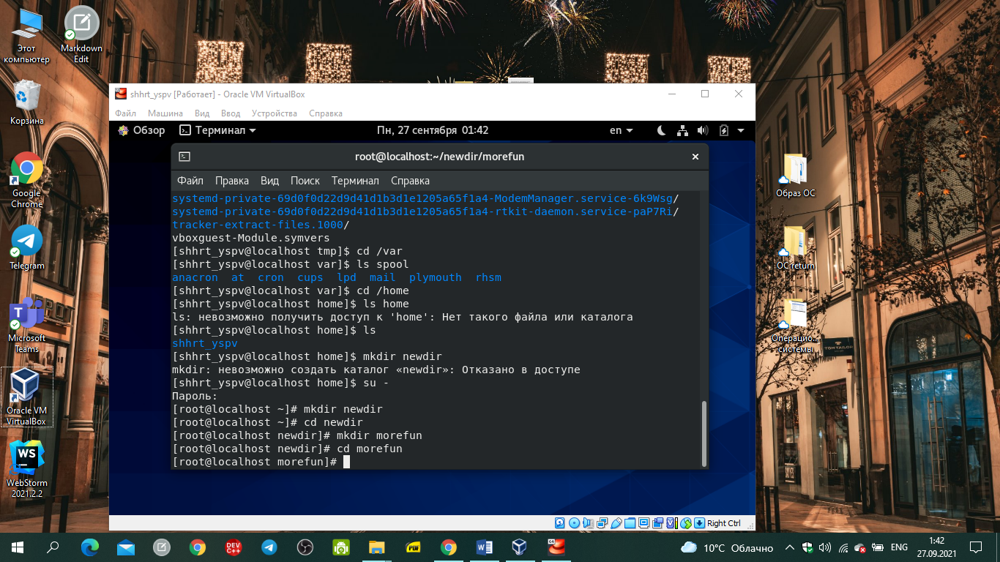 Этот
компьютер
Markdown
Edit
Корзина
Google
Chrome
Telegram
Microsoft
Teams
Oracle VM
VirtualBox
WS
WebStorm
2021.2.2
shhrt_yspv [Работает] - Oracle VM VirtualBox
Файл Машина Вид Ввод Устройства Справка
Обзор Терминал Пн, 27 сентября 01:42 en
root@localhost:~/newdir/morefun
Файл Правка Вид Поиск Терминал Справка
systemd-private-69d0f0d22d9d41d1b3d1e1205a65f1a4-ModemManager.service-6k9Wsg/
systemd-private-69d0f0d22d9d41d1b3d1e1205a65f1a4-rtkit-daemon.service-paP7Ri/
tracker-extract-files.1000/
vboxguest-Module.symvers
[shhrt_yspv@localhost tmp]$ cd /var
[shhrt_yspv@localhost var]$ ls spool
anacron at cron cups lpd mail plymouth rhsm
[shhrt_yspv@localhost var]$ cd /home
[shhrt_yspv@localhost home]$ ls home
ls: невозможно получить доступ к 'home': Нет такого файла или каталога
[shhrt_yspv@localhost home]$ ls
shhrt_yspv
[shhrt_yspv@localhost home]$ mkdir newdir
mkdir: невозможно создать каталог «newdir»: Отказано в доступе
[shhrt_yspv@localhost home]$ su -
Пароль:
[root@localhost ~]# mkdir newdir
[root@localhost ~]# cd newdir
[root@localhost newdir]# mkdir morefun
[root@localhost newdir]# cd morefun
[root@localhost morefun]#
Right Ctrl
Образ ОС
ОС return
Операцио...
системы
TOM TAILOR
DEV
C++
PDF
10°C Облачно
ENG
1:42
27.09.2021